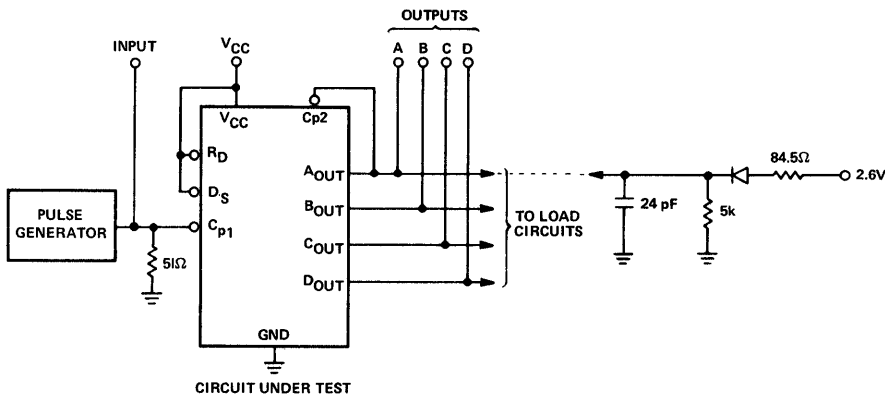 OUTPUTS
INPUT
VCC
A B C D
VCC
Cp2
RD
DS
Cp1
AOUT
BOUT
COUT
DOUT
GND
PULSE
GENERATOR
51Ω
TO LOAD
CIRCUITS
24 pF
5k
84.5Ω
2.6V
CIRCUIT UNDER TEST